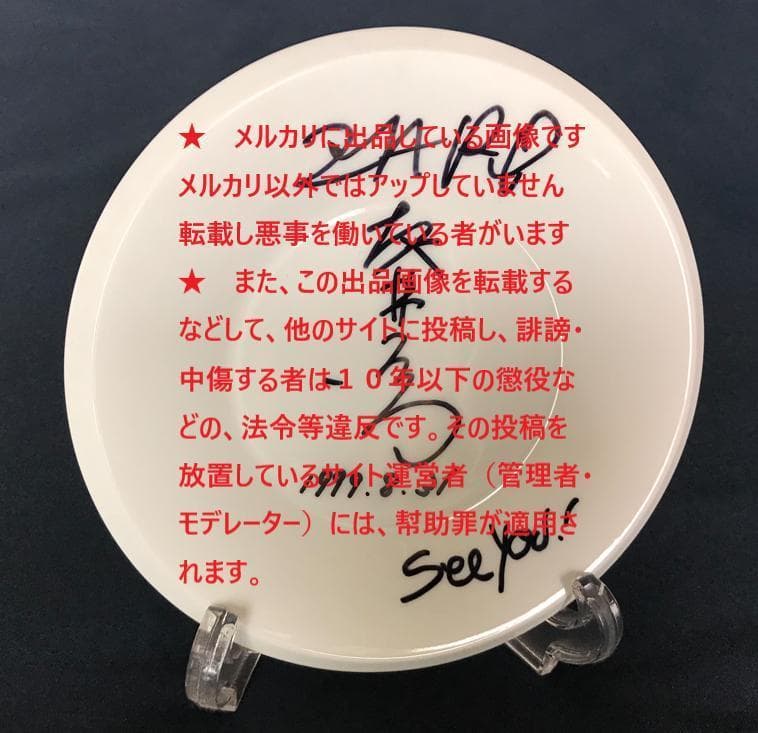 ZARD
坂井
★　メルカリに出品している画像です
メルカリ以外ではアップしていません
転載し悪事を働いている者がいます
★　また、この出品画像を転載する
などして、他のサイトに投稿し、誹謗・
中傷する者は１０年以下の懲役な
どの、法令等違反です。その投稿を
放置しているサイト運営者（管理者・
モデレーター）には、幇助罪が適用さ
れます。
See You!